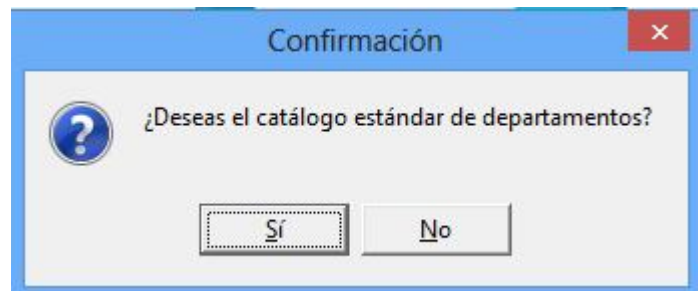 Confirmación
¿Deseas el catálogo estándar de departamentos?
Sí
No